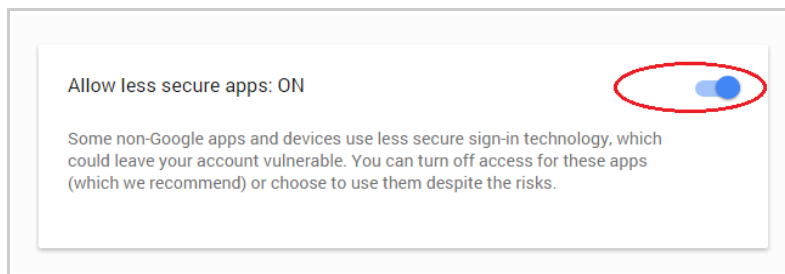 Allow less secure apps: ON
Some non-Google apps and devices use less secure sign-in technology, which
could leave your account vulnerable. You can turn off access for these apps
(which we recommend) or choose to use them despite the risks.